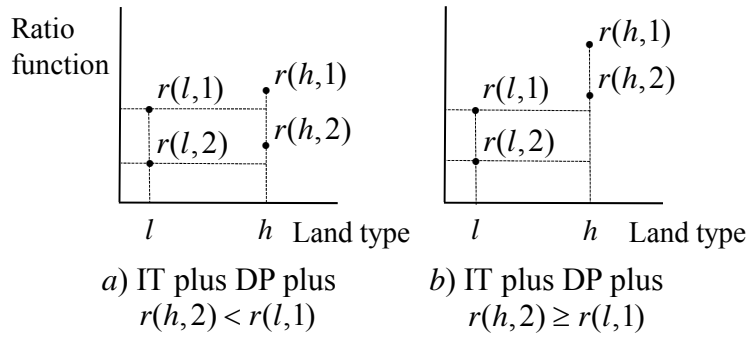 Ratio
function
r(l,1)
r(h,1)
r(l,2)
r(h,2)
l
h
Land type
a) IT plus DP plus
r(h,2) < r(l,1)
r(h,1)
r(h,2)
r(l,1)
r(l,2)
l
h
Land type
b) IT plus DP plus
r(h,2) ≥ r(l,1)